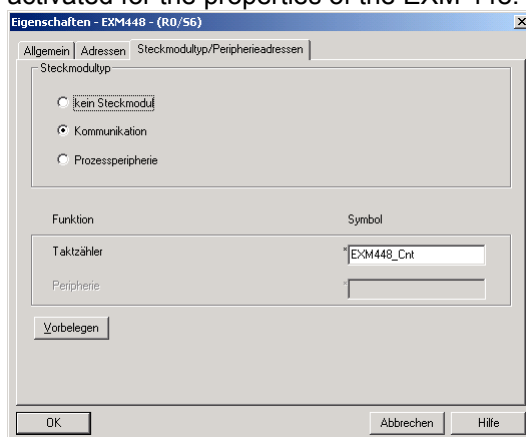 activated for the properties of the EXM 448.
Eigenschaften - EXM448 - (R0/S6)
Allgemein Adressen Steckmodultyp/Peripherieadressen
Steckmodultyp
kein Steckmodul
Kommunikation
Prozessperipherie
Funktion Symbol
Taktzähler *EXM448_Cnt
Peripherie *
Vorbelegen
OK Abbrechen Hilfe